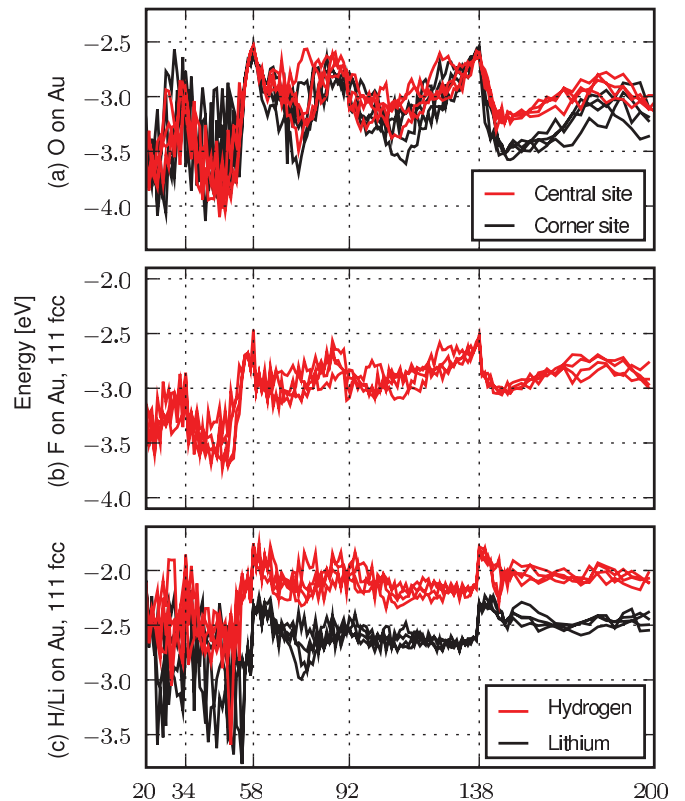 −2.5
−3.0
−3.5
−4.0
(a) O on Au
Central site
Corner site
Energy [eV]
−2.0
−2.5
−3.0
−3.5
−4.0
(b) F on Au, 111 fcc
−2.0
−2.5
−3.0
−3.5
(c) H/Li on Au, 111 fcc
Hydrogen
Lithium
20 34 58 92 138 200